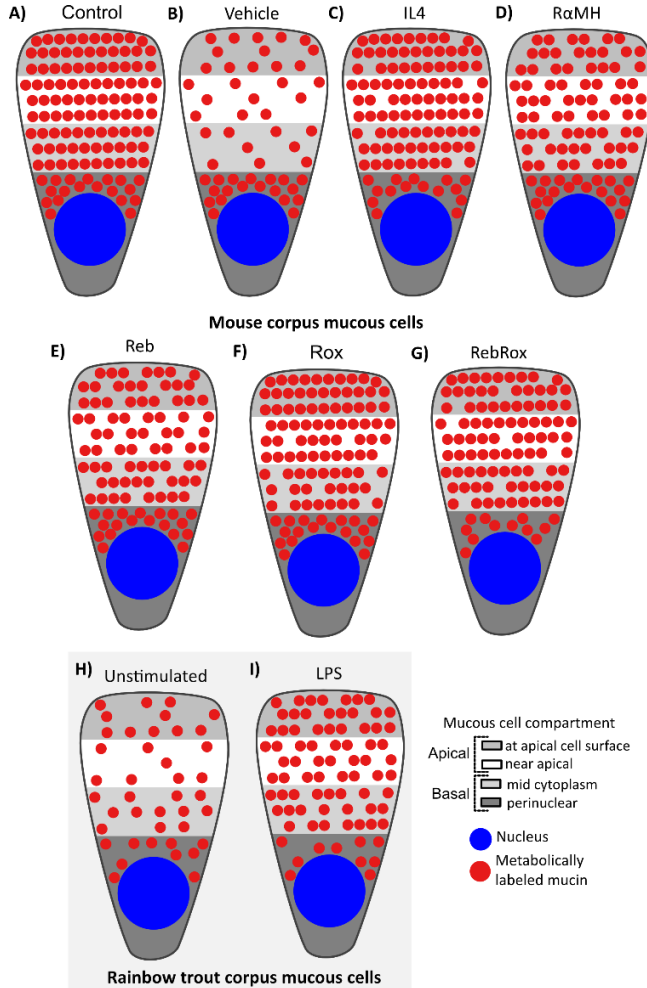 A) Control
B) Vehicle
C) IL4
D) RαMH
Mouse corpus mucous cells
E) Reb
F) Rox
G) RebRox
H) Unstimulated
I) LPS
Rainbow trout corpus mucous cells
Mucous cell compartment
Apical
at apical cell surface
near apical
Basal
mid cytoplasm
perinuclear
Nucleus
Metabolically
labeled mucin